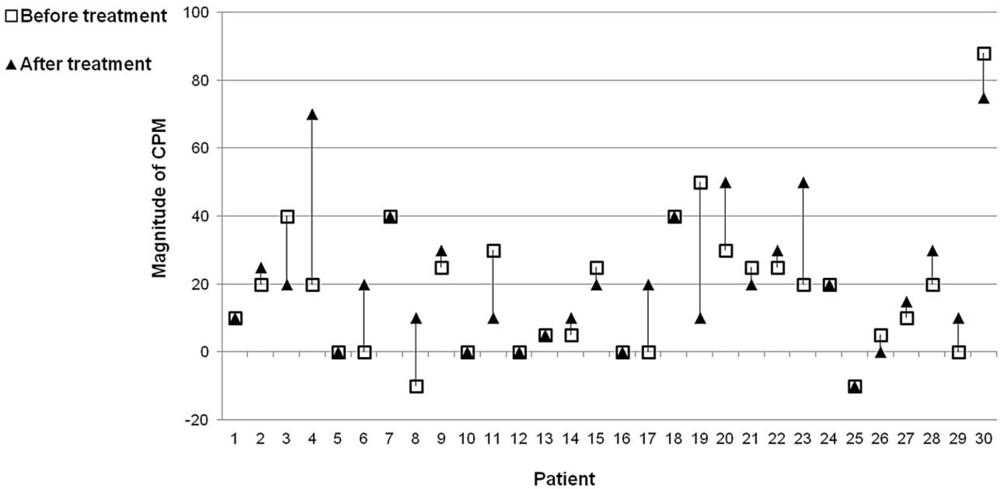 Before treatment
After treatment
Magnitude of CPM
100
80
60
40
20
0
-20
1 2 3 4 5 6 7 8 9 10 11 12 13 14 15 16 17 18 19 20 21 22 23 24 25 26 27 28 29 30
Patient